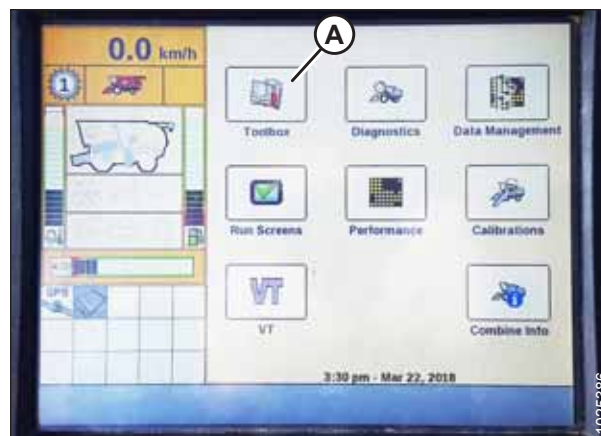 A
0.0 km/h
1
Toolbox
Diagnostics
Data Management
Run Screens
Performance
Calibrations
GPS
VT
VT
Combine Info
3:30 pm - Mar 22, 2018
1025386